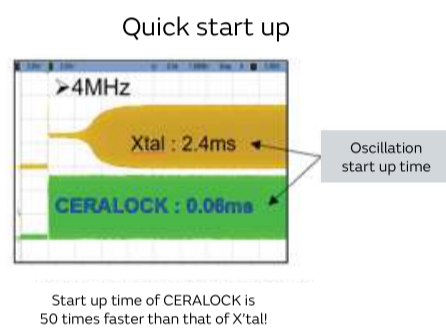 Quick start up
➢4MHz
Xtal : 2.4ms
Oscillation
start up time
CERALOCK : 0.06ms
Start up time of CERALOCK is
50 times faster than that of X'tal!